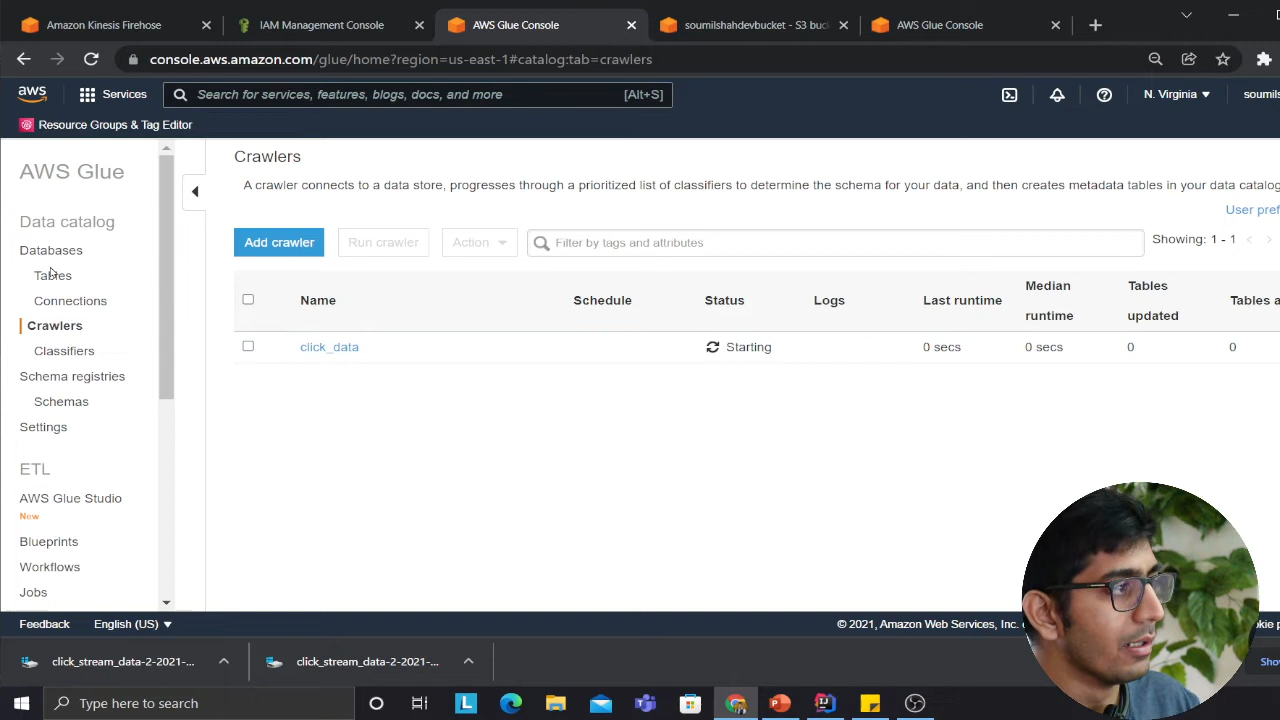 Amazon Kinesis Firehose
IAM Management Console
AWS Glue Console
soumilshahdevbucket - S3 buc
AWS Glue Console
console.aws.amazon.com/glue/home?region=us-east-1#catalog:tab=crawlers
aws
Services
Search for services, features, blogs, docs, and more
[Alt+S]
N. Virginia
soumils
Resource Groups & Tag Editor
AWS Glue
Data catalog
Databases
Tables
Connections
Crawlers
Classifiers
Schema registries
Schemas
Settings
ETL
AWS Glue Studio
New
Blueprints
Workflows
Jobs
Crawlers
A crawler connects to a data store, progresses through a prioritized list of classifiers to determine the schema for your data, and then creates metadata tables in your data catalog
User pref
Add crawler
Run crawler
Action
Filter by tags and attributes
Showing: 1 - 1
Name
Schedule
Status
Logs
Last runtime
Median runtime
Tables updated
Tables a
click_data
Starting
0 secs
0 secs
0
0
Feedback
English (US)
© 2021, Amazon Web Services, Inc.
okie p
click_stream_data-2-2021-...
click_stream_data-2-2021-...
Sho
Type here to search